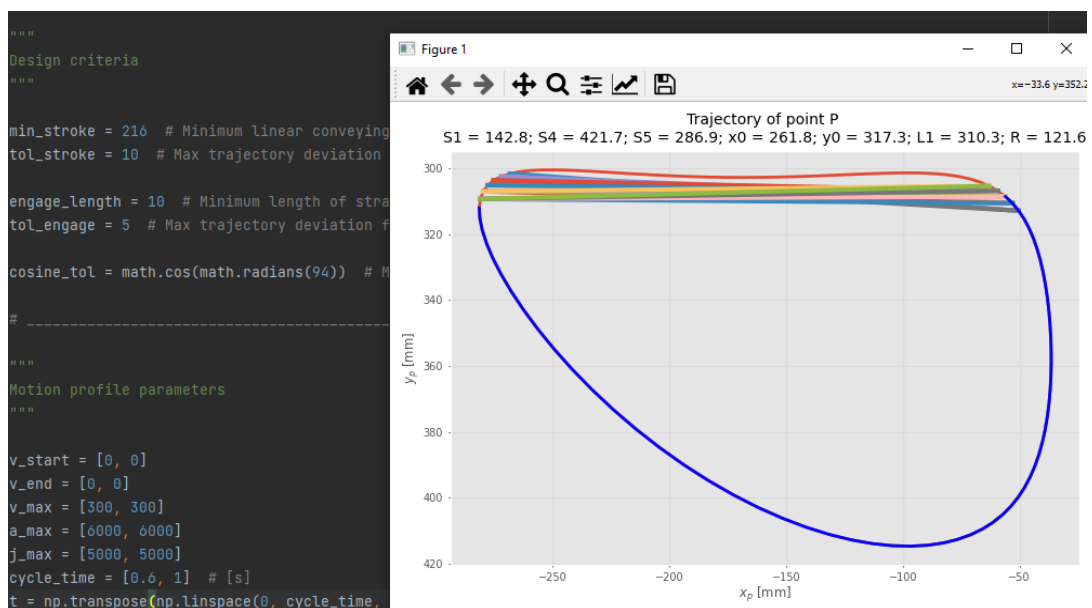 """
Design criteria
"""
min_stroke = 216  # Minimum linear conveying
tol_stroke = 10  # Max trajectory deviation
engage_length = 10  # Minimum length of stra
tol_engage = 5  # Max trajectory deviation f
cosine_tol = math.cos(math.radians(94))  # M
# ________________________________________
"""
Motion profile parameters
"""
v_start = [0, 0]
v_end = [0, 0]
v_max = [300, 300]
a_max = [6000, 6000]
j_max = [5000, 5000]
cycle_time = [0.6, 1]  # [s]
t = np.transpose(np.linspace(0, cycle_time,
Figure 1
x=−33.6 y=352.2
Trajectory of point P
S1 = 142.8; S4 = 421.7; S5 = 286.9; x0 = 261.8; y0 = 317.3; L1 = 310.3; R = 121.6
300
320
340
360
380
400
420
yp [mm]
−250
−200
−150
−100
−50
xp [mm]